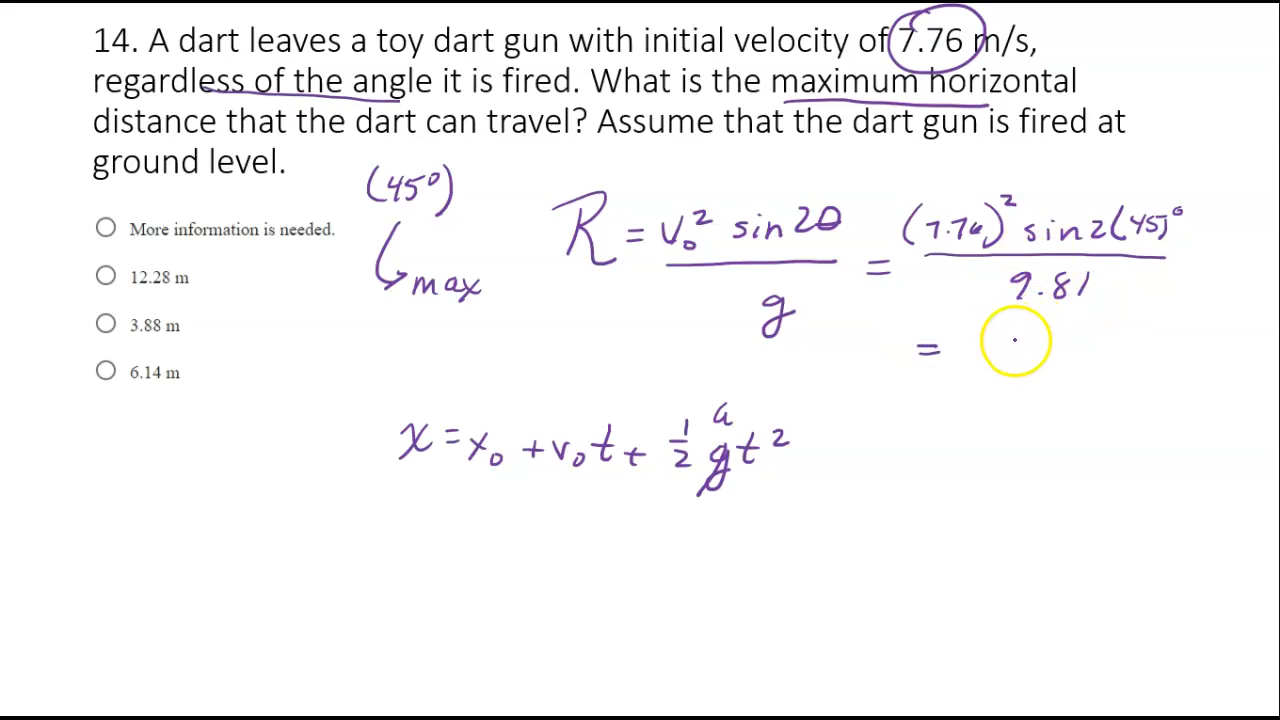 14. A dart leaves a toy dart gun with initial velocity of 7.76 m/s,
regardless of the angle it is fired. What is the maximum horizontal
distance that the dart can travel? Assume that the dart gun is fired at
ground level.
(45°)
max
R = v₀² sin 2θ / g = (7.76)² sin 2(45)° / 9.81
=
More information is needed.
12.28 m
3.88 m
6.14 m
x = x₀ + v₀t + ½ g a t²